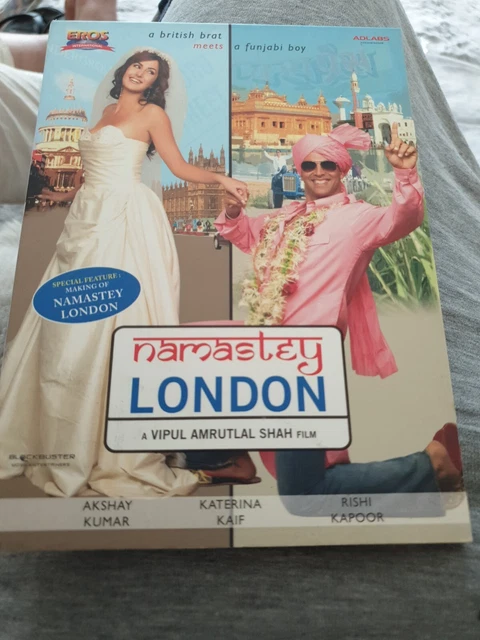 EROS
INTERNATIONAL
a british brat
meets a funjabi boy
ADLABS
SPECIAL FEATURE :
MAKING OF
NAMASTEY
LONDON
namastey
LONDON
A VIPUL AMRUTLAL SHAH FILM
BLOCKBUSTER
AKSHAY
KUMAR
KATERINA
KAIF
RISHI
KAPOOR